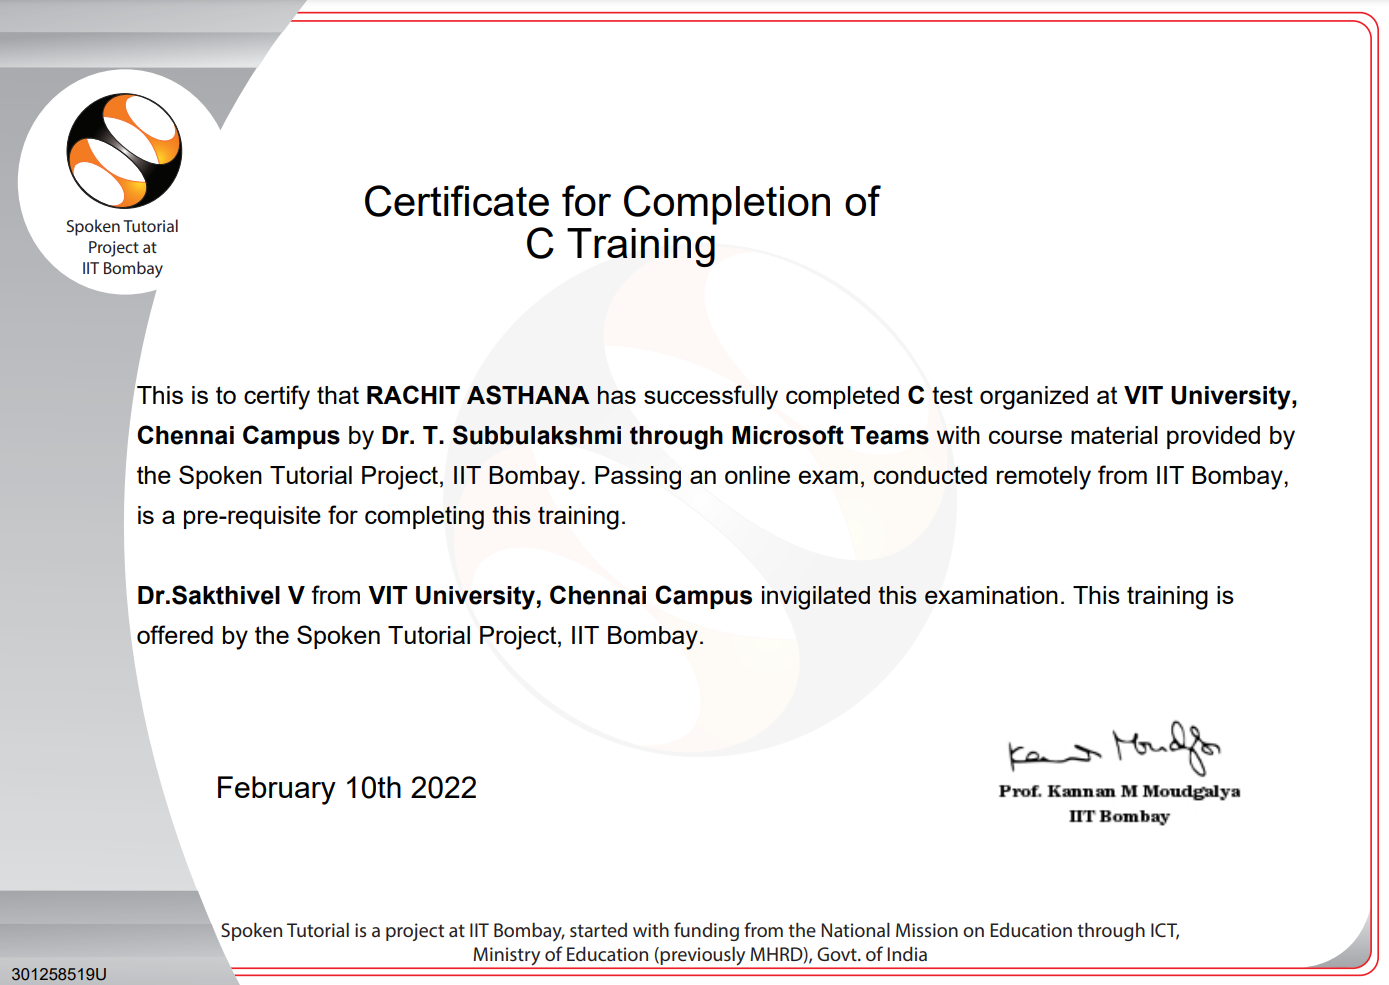 Spoken Tutorial
Project at
IIT Bombay
Certificate for Completion of
C Training
This is to certify that RACHIT ASTHANA has successfully completed C test organized at VIT University,
Chennai Campus by Dr. T. Subbulakshmi through Microsoft Teams with course material provided by
the Spoken Tutorial Project, IIT Bombay. Passing an online exam, conducted remotely from IIT Bombay,
is a pre-requisite for completing this training.
Dr.Sakthivel V from VIT University, Chennai Campus invigilated this examination. This training is
offered by the Spoken Tutorial Project, IIT Bombay.
February 10th 2022
Kannan Moudgalya
Prof. Kannan M Moudgalya
IIT Bombay
Spoken Tutorial is a project at IIT Bombay, started with funding from the National Mission on Education through ICT,
Ministry of Education (previously MHRD), Govt. of India
301258519U